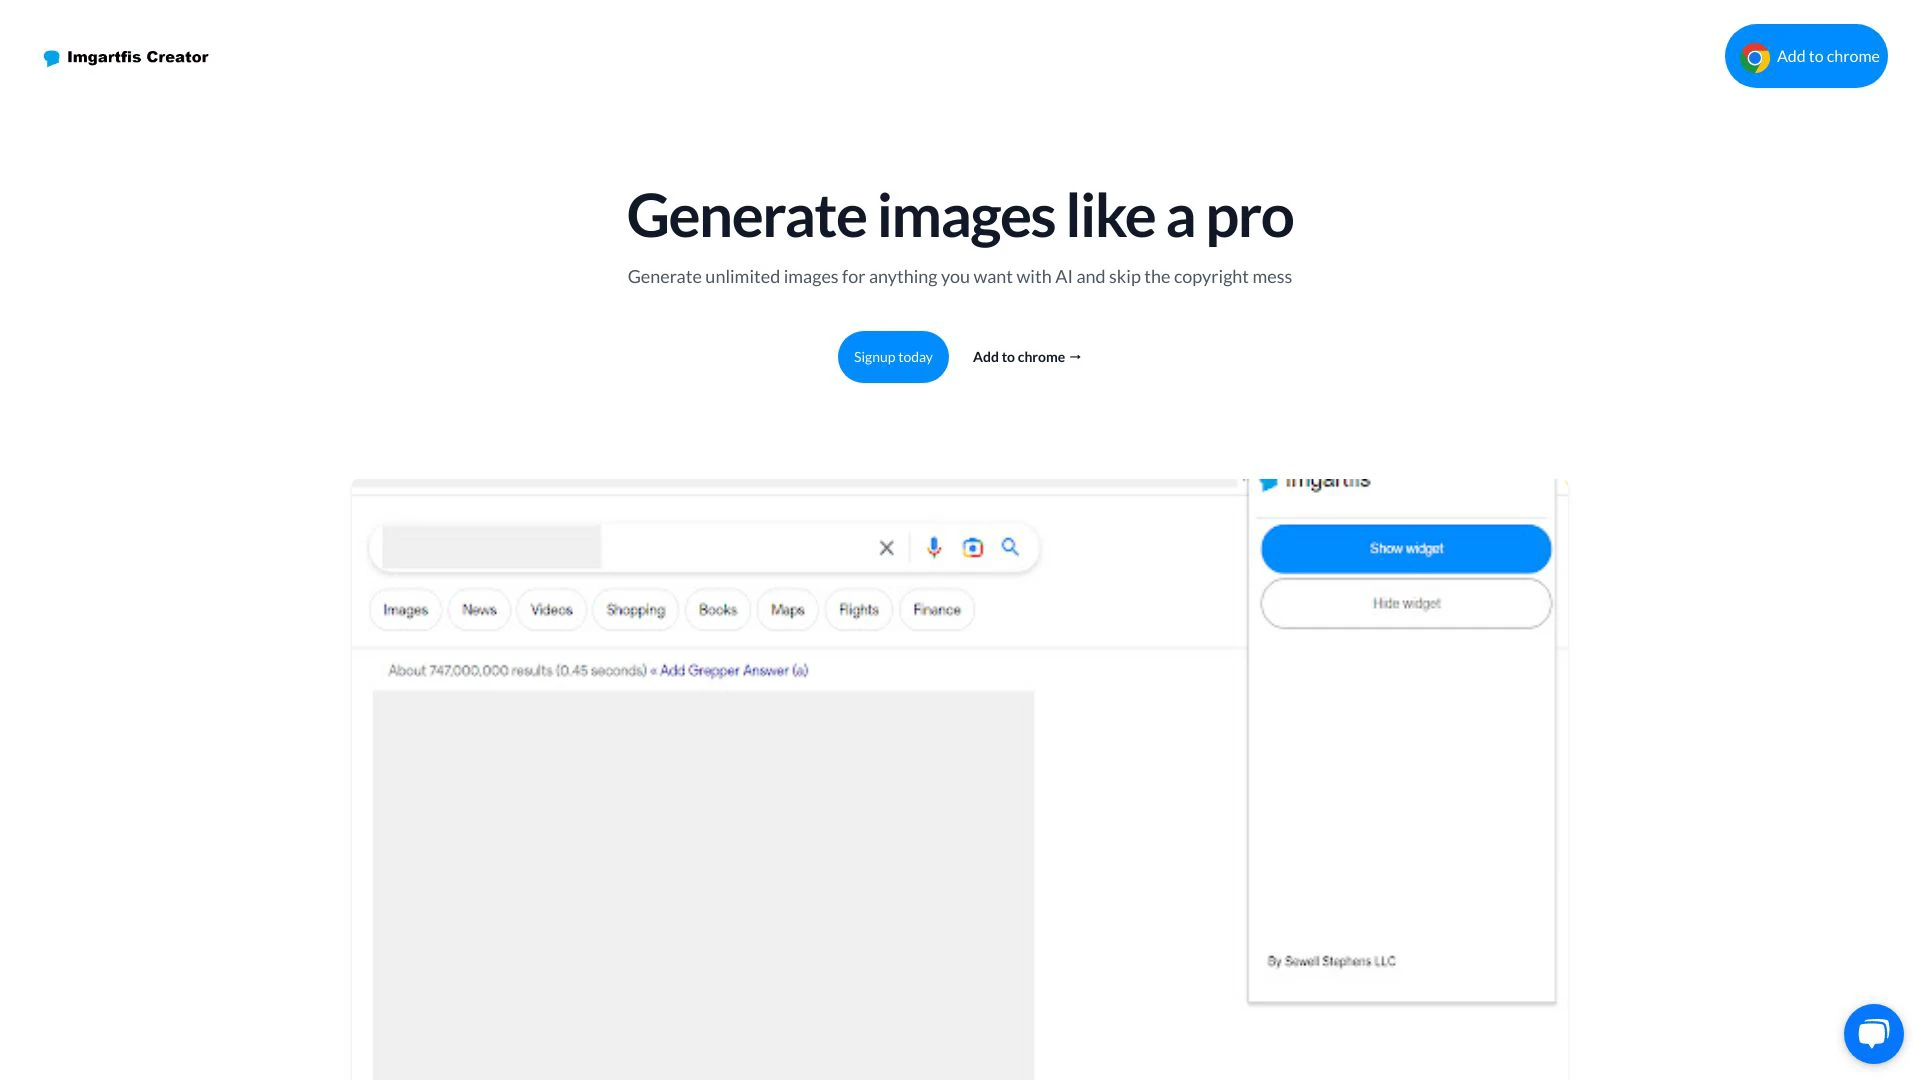 Imgartfis Creator
Add to chrome
Generate images like a pro
Generate unlimited images for anything you want with AI and skip the copyright mess
Signup today
Add to chrome →
Imgartfis
Show widget
Hide widget
Images
News
Videos
Shopping
Books
Maps
Flights
Finance
About 747,000,000 results (0.45 seconds) « Add Grepper Answer (a)
By Sewell Stephens LLC